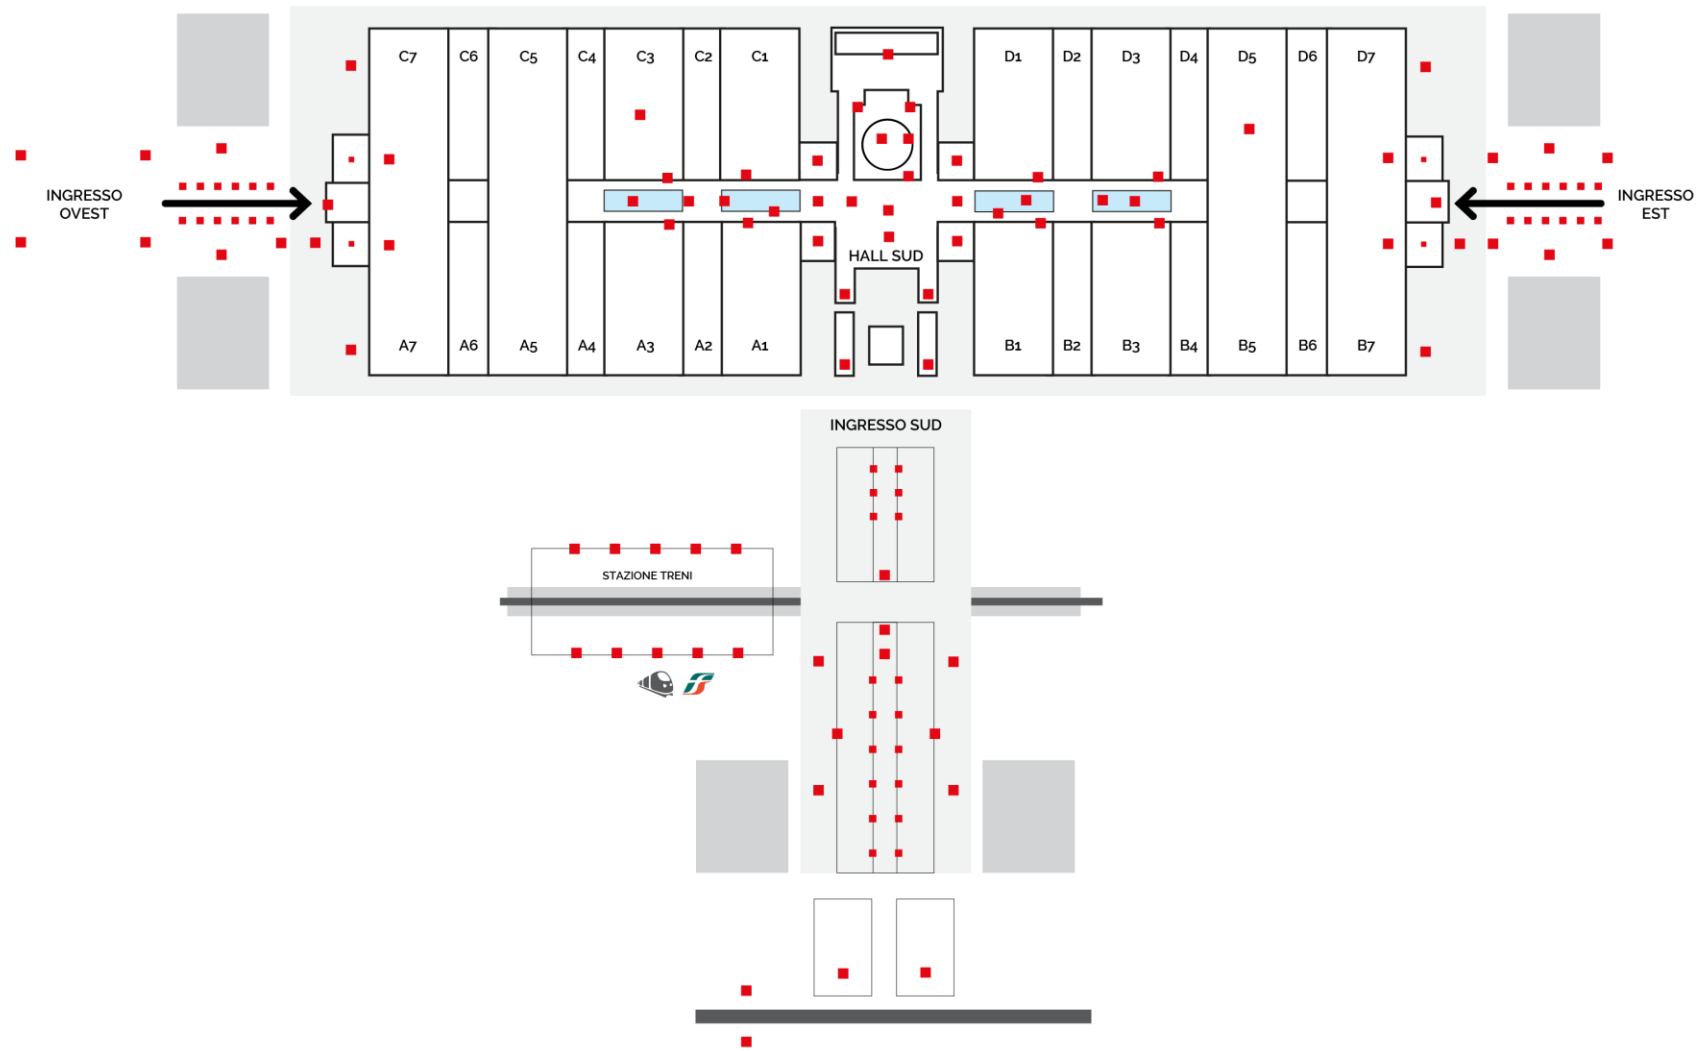 C7 C6 C5 C4 C3 C2 C1 D1 D2 D3 D4 D5 D6 D7
INGRESSO
OVEST
INGRESSO
EST
HALL SUD
A7 A6 A5 A4 A3 A2 A1 B1 B2 B3 B4 B5 B6 B7
INGRESSO SUD
STAZIONE TRENI